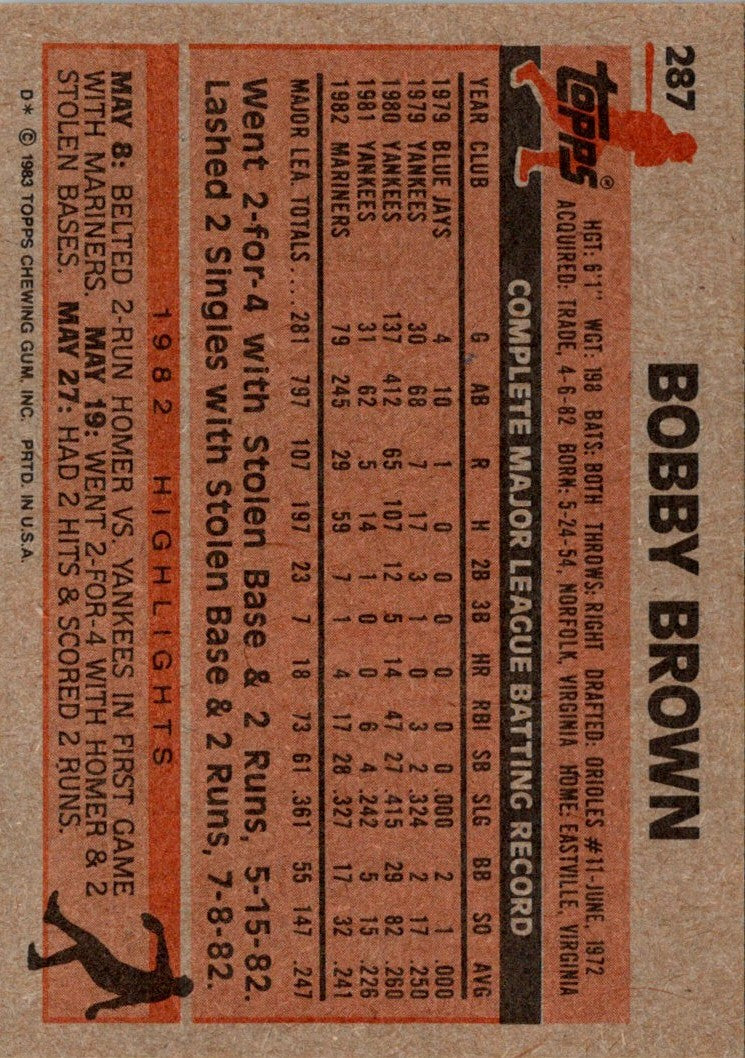 287
BOBBY BROWN
topps®
HGT: 6'1" WGT: 198 BATS: BOTH THROWS: RIGHT DRAFTED: ORIOLES #11-JUNE, 1972
ACQUIRED: TRADE, 4-6-82 BORN: 5-24-54, NORFOLK, VIRGINIA HOME: EASTVILLE, VIRGINIA
COMPLETE MAJOR LEAGUE BATTING RECORD
YEAR CLUB G AB R H 2B 3B HR RBI SB SLG BB SO AVG
1979 BLUE JAYS 4 10 1 0 0 0 0 0 0 .000 2 1 .000
1979 YANKEES 30 68 7 17 3 1 0 3 2 .324 2 17 .250
1980 YANKEES 137 412 65 107 12 5 14 47 27 .415 29 82 .260
1981 YANKEES 31 62 5 14 1 0 0 6 4 .242 5 15 .226
1982 MARINERS 79 245 29 59 7 1 4 17 28 .327 17 32 .241
MAJOR LEA. TOTALS.... 281 797 107 197 23 7 18 73 61 .361 55 147 .247
Went 2-for-4 with Stolen Base & 2 Runs, 5-15-82.
Lashed 2 Singles with Stolen Base & 2 Runs, 7-8-82.
1982 HIGHLIGHTS
MAY 8: BELTED 2-RUN HOMER VS. YANKEES IN FIRST GAME
WITH MARINERS. MAY 19: WENT 2-FOR-4 WITH HOMER & 2
STOLEN BASES. MAY 27: HAD 2 HITS & SCORED 2 RUNS.
D* © 1983 TOPPS CHEWING GUM, INC. PRTD. IN U.S.A.